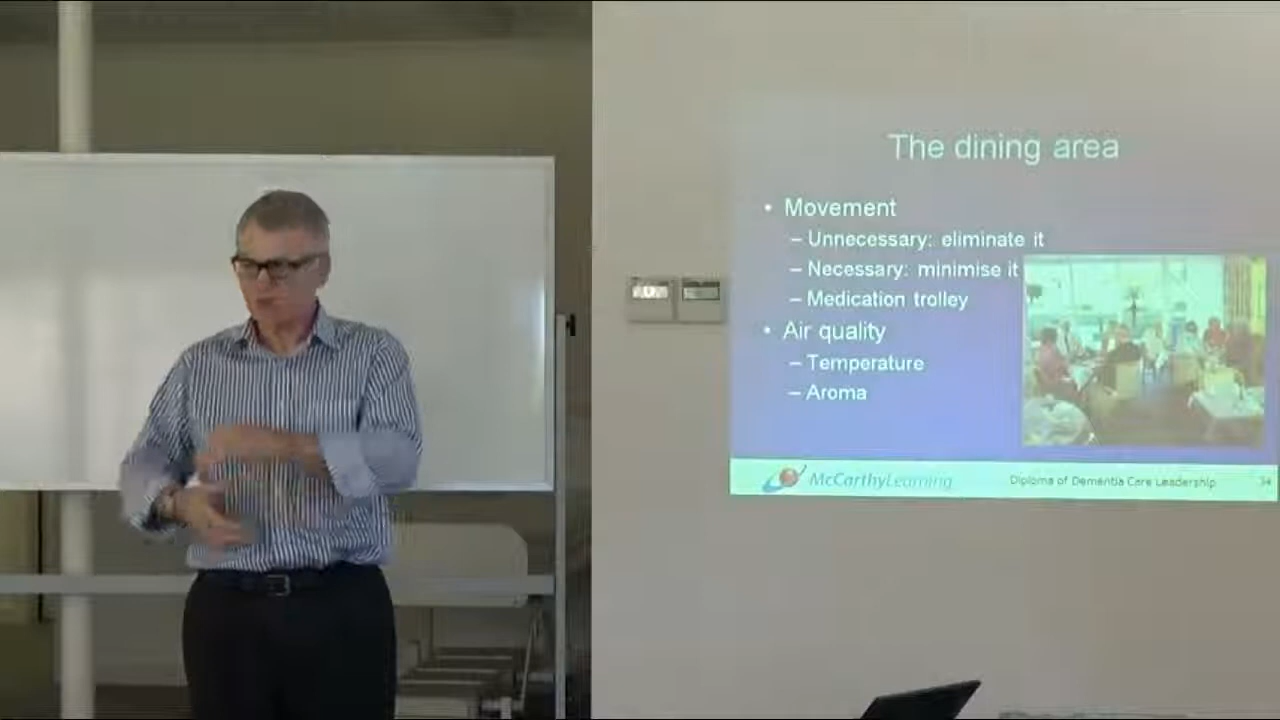 The dining area
• Movement
– Unnecessary: eliminate it
– Necessary: minimise it
– Medication trolley
• Air quality
– Temperature
– Aroma
McCarthyLearning
Diploma of Dementia Care Leadership
34